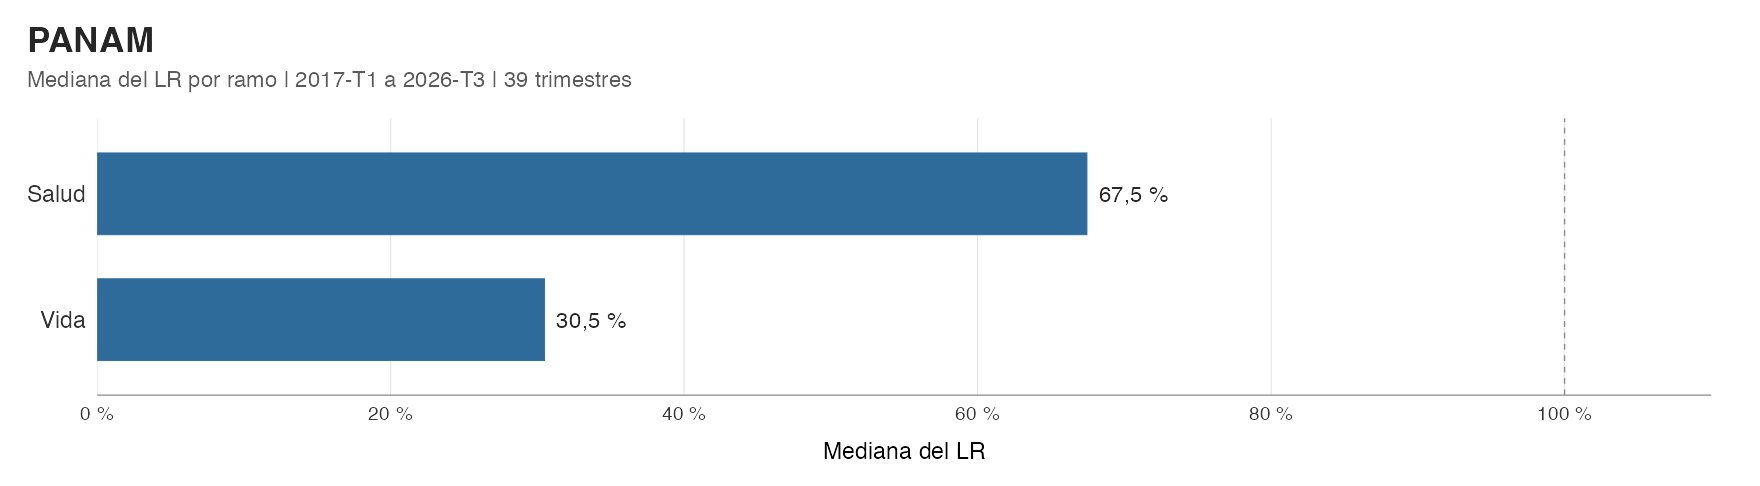 PANAM
Mediana del LR por ramo | 2017-T1 a 2026-T3 | 39 trimestres
Salud
67,5 %
Vida
30,5 %
0 %
20 %
40 %
60 %
80 %
100 %
Mediana del LR